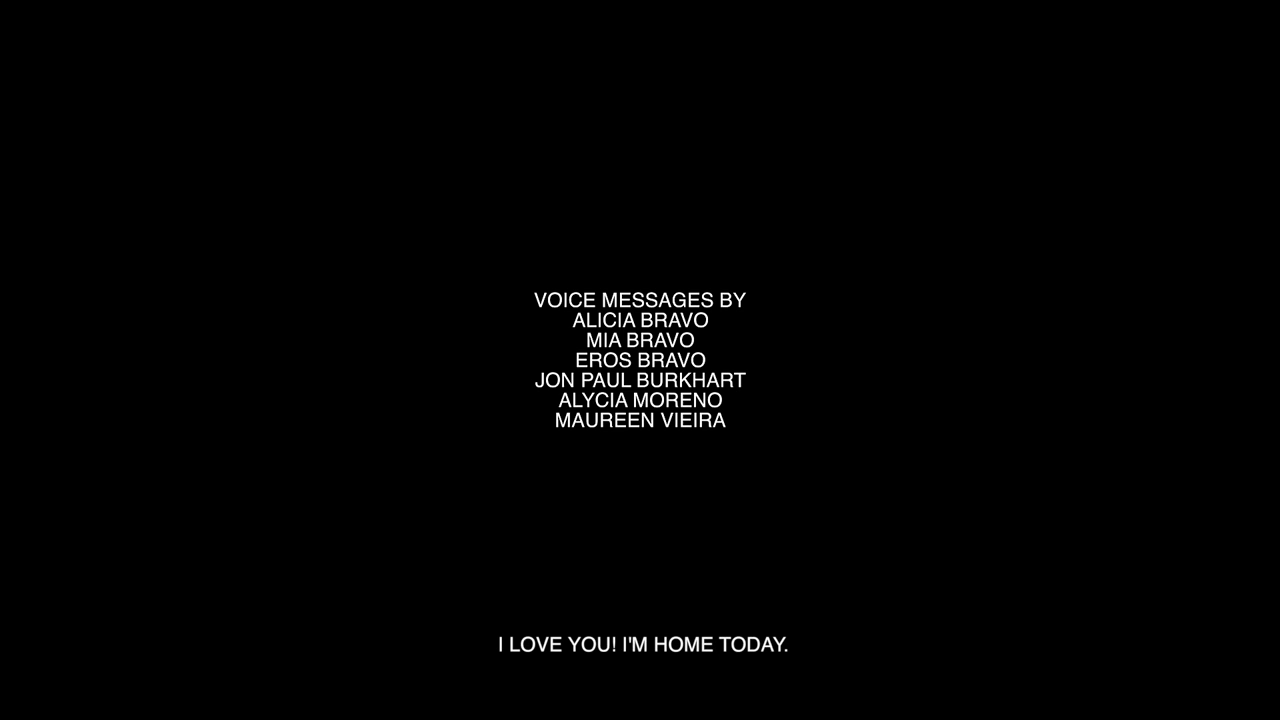 VOICE MESSAGES BY
ALICIA BRAVO
MIA BRAVO
EROS BRAVO
JON PAUL BURKHART
ALYCIA MORENO
MAUREEN VIEIRA
I LOVE YOU! I'M HOME TODAY.